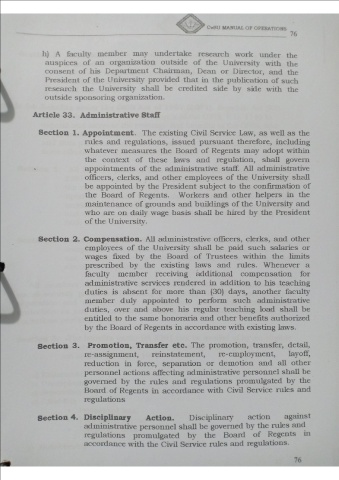 CNSU MANUAL OF OPERATIONS
76
h) A faculty member may undertake research work under the
auspices of an organization outside of the University with the
consent of his Department Chairman, Dean or Director, and the
President of the University provided that in the publication of such
research the University shall be credited side by side with the
outside sponsoring organization.
Article 33. Administrative Staff
Section 1. Appointment. The existing Civil Service Law, as well as the
rules and regulations, issued pursuant therefore, including
whatever measures the Board of Regents may adopt within
the context of these laws and regulation, shall govern
appointments of the administrative staff. All administrative
officers, clerks, and other employees of the University shall
be appointed by the President subject to the confirmation of
the Board of Regents. Workers and other helpers in the
maintenance of grounds and buildings of the University and
who are on daily wage basis shall be hired by the President
of the University.
Section 2. Compensation. All administrative officers, clerks, and other
employees of the University shall be paid such salaries or
wages fixed by the Board of Trustees within the limits
prescribed by the existing laws and rules. Whenever a
faculty member receiving additional compensation for
administrative services rendered in addition to his teaching
duties is absent for more than (30) days, another faculty
member duly appointed to perform such administrative
duties, over and above his regular teaching load shall be
entitled to the same honoraria and other benefits authorized
by the Board of Regents in accordance with existing laws.
Section 3. Promotion, Transfer etc. The promotion, transfer, detail,
re-assignment, reinstatement, re-employment, layoff,
reduction in force, separation or demotion and all other
personnel actions affecting administrative personnel shall be
governed by the rules and regulations promulgated by the
Board of Regents in accordance with Civil Service rules and
regulations
Section 4. Disciplinary Action. Disciplinary action against
administrative personnel shall be governed by the rules and
regulations promulgated by the Board of Regents in
accordance with the Civil Service rules and regulations.
76